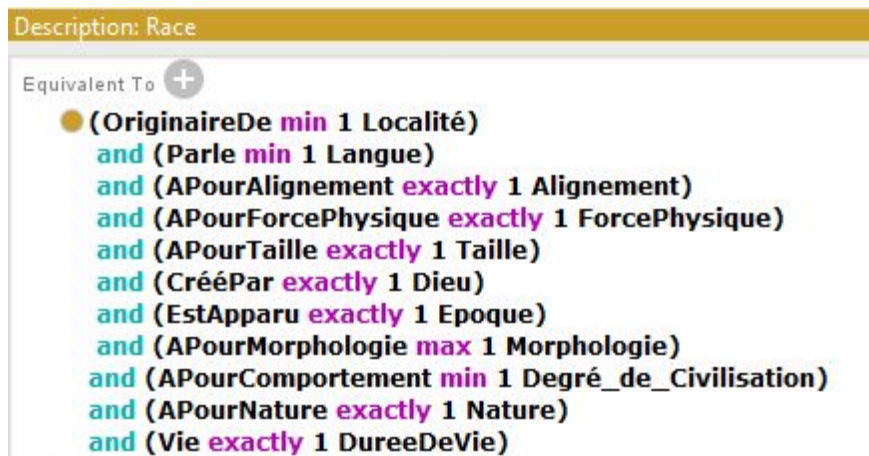 Description: Race
Equivalent To +
(OriginaireDe min 1 Localité)
and (Parle min 1 Langue)
and (APourAlignement exactly 1 Alignement)
and (APourForcePhysique exactly 1 ForcePhysique)
and (APourTaille exactly 1 Taille)
and (CrééPar exactly 1 Dieu)
and (EstApparu exactly 1 Epoque)
and (APourMorphologie max 1 Morphologie)
and (APourComportement min 1 Degré_de_Civilisation)
and (APourNature exactly 1 Nature)
and (Vie exactly 1 DureeDeVie)